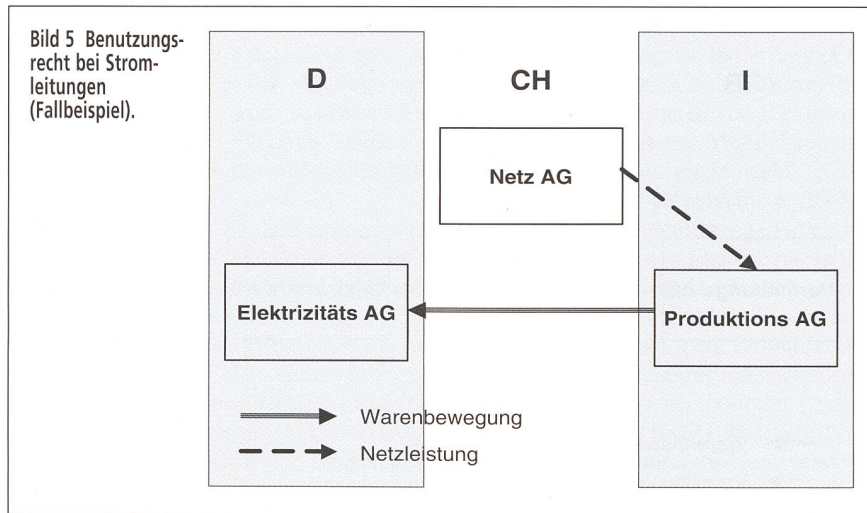 Bild 5 Benutzungs-
recht bei Strom-
leitungen
(Fallbeispiel).
D
CH
I
Netz AG
Elektrizitäts AG
Produktions AG
Warenbewegung
Netzleistung